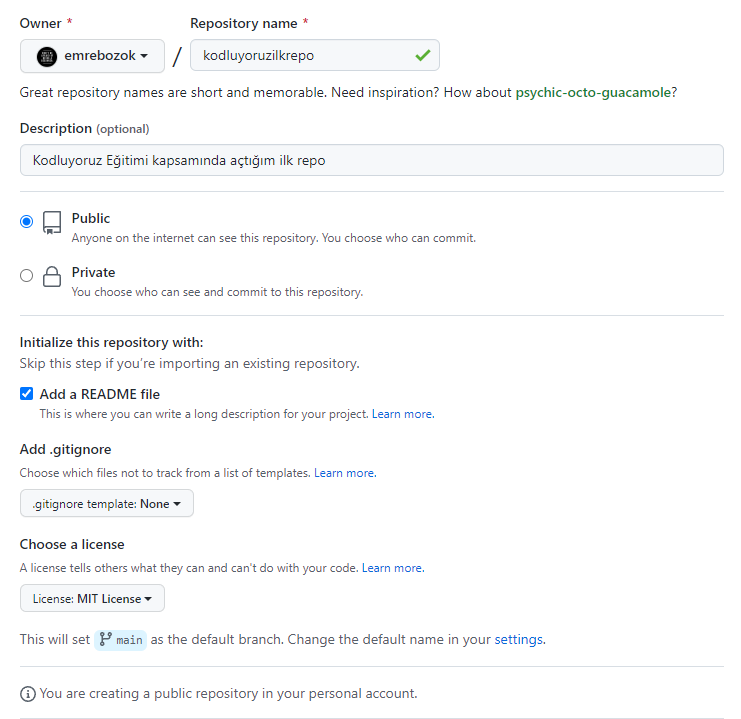 Owner * Repository name *
emrebozok / kodluyoruzilkrepo
Great repository names are short and memorable. Need inspiration? How about psychic-octo-guacamole?
Description (optional)
Kodluyoruz Eğitimi kapsamında açtığım ilk repo
Public
Anyone on the internet can see this repository. You choose who can commit.
Private
You choose who can see and commit to this repository.
Initialize this repository with:
Skip this step if you're importing an existing repository.
Add a README file
This is where you can write a long description for your project. Learn more.
Add .gitignore
Choose which files not to track from a list of templates. Learn more.
.gitignore template: None
Choose a license
A license tells others what they can and can't do with your code. Learn more.
License: MIT License
This will set main as the default branch. Change the default name in your settings.
You are creating a public repository in your personal account.